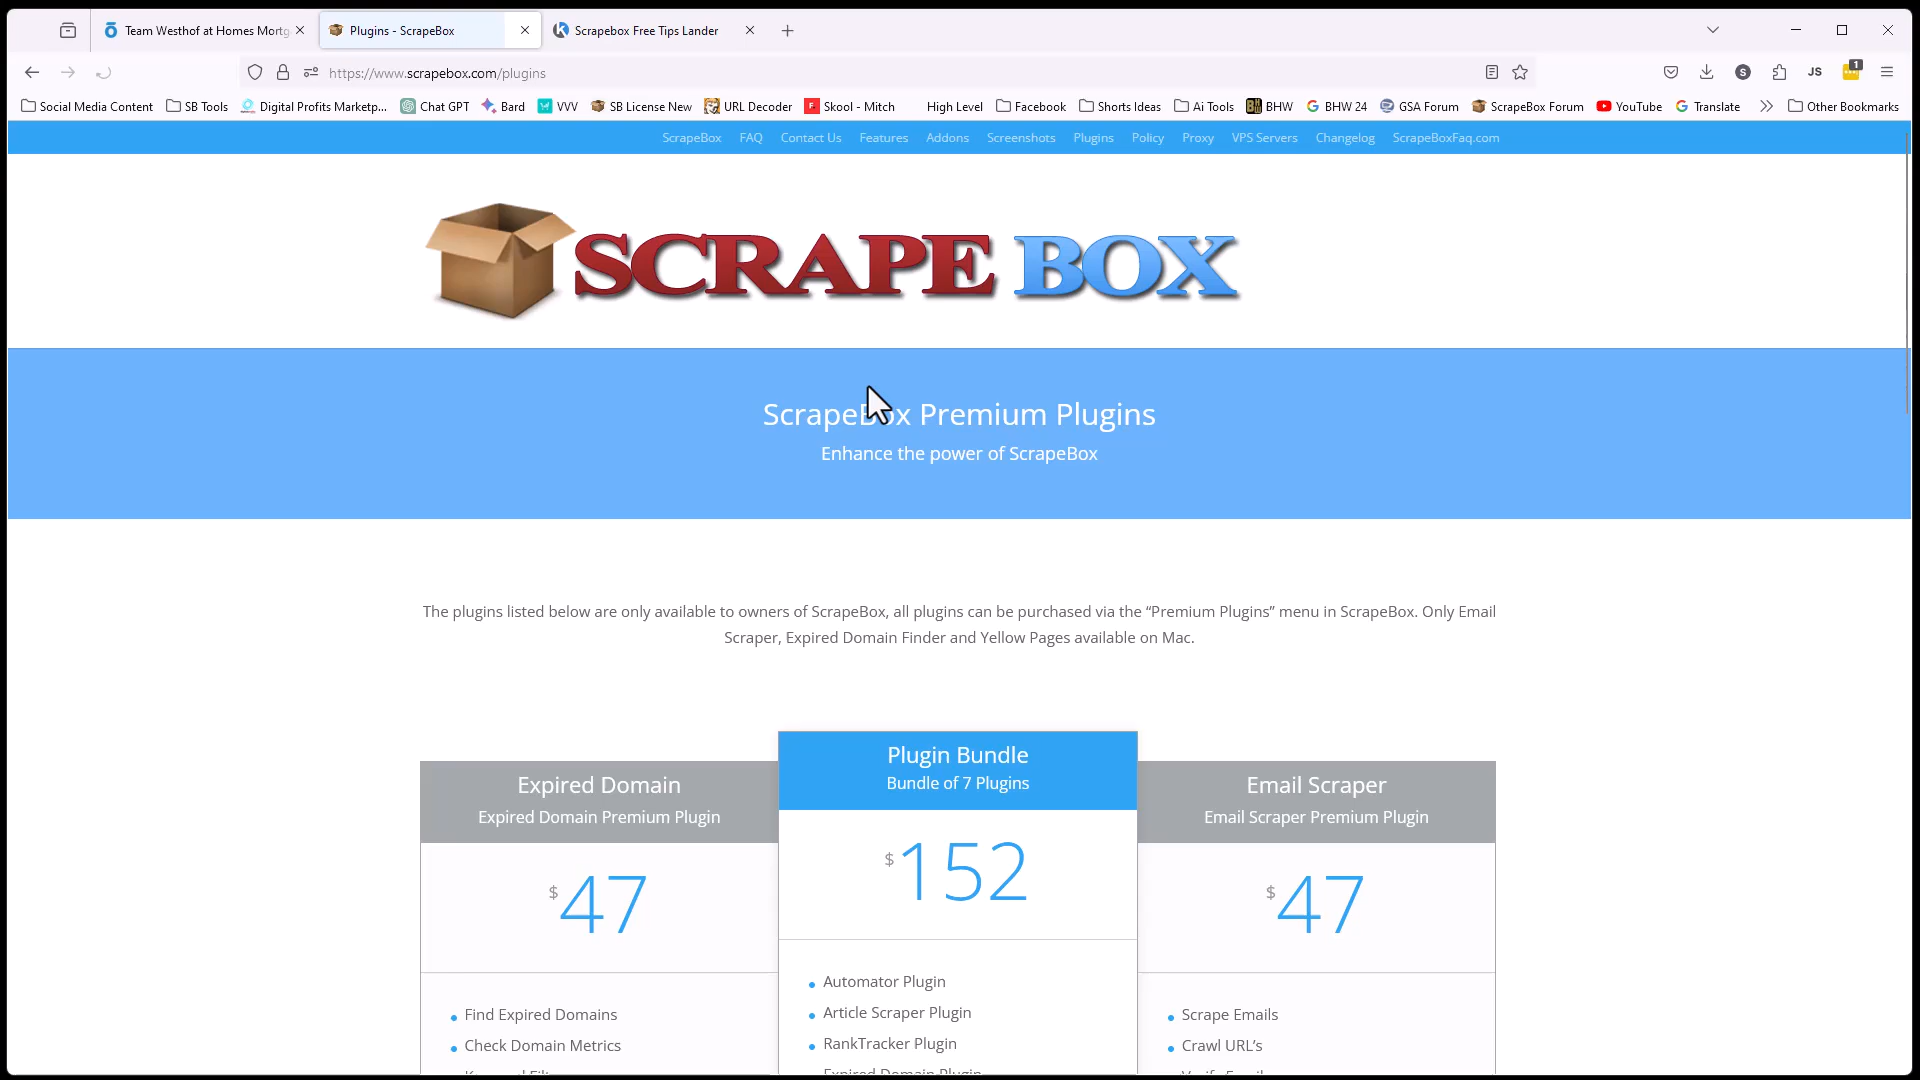 Team Westhof at Homes Mortg
Plugins - ScrapeBox
Scrapebox Free Tips Lander
https://www.scrapebox.com/plugins
S
JS
1
Social Media Content
SB Tools
Digital Profits Marketp...
Chat GPT
Bard
VVV
SB License New
URL Decoder
Skool - Mitch
High Level
Facebook
Shorts Ideas
Ai Tools
BHW
BHW 24
GSA Forum
ScrapeBox Forum
YouTube
Translate
Other Bookmarks
ScrapeBox
FAQ
Contact Us
Features
Addons
Screenshots
Plugins
Policy
Proxy
VPS Servers
Changelog
ScrapeBoxFaq.com
SCRAPE BOX
ScrapeBox Premium Plugins
Enhance the power of ScrapeBox
The plugins listed below are only available to owners of ScrapeBox, all plugins can be purchased via the “Premium Plugins” menu in ScrapeBox. Only Email
Scraper, Expired Domain Finder and Yellow Pages available on Mac.
Expired Domain
Expired Domain Premium Plugin
$47
Find Expired Domains
Check Domain Metrics
Plugin Bundle
Bundle of 7 Plugins
$152
Automator Plugin
Article Scraper Plugin
RankTracker Plugin
Expired Domain Plugin
Email Scraper
Email Scraper Premium Plugin
$47
Scrape Emails
Crawl URL’s